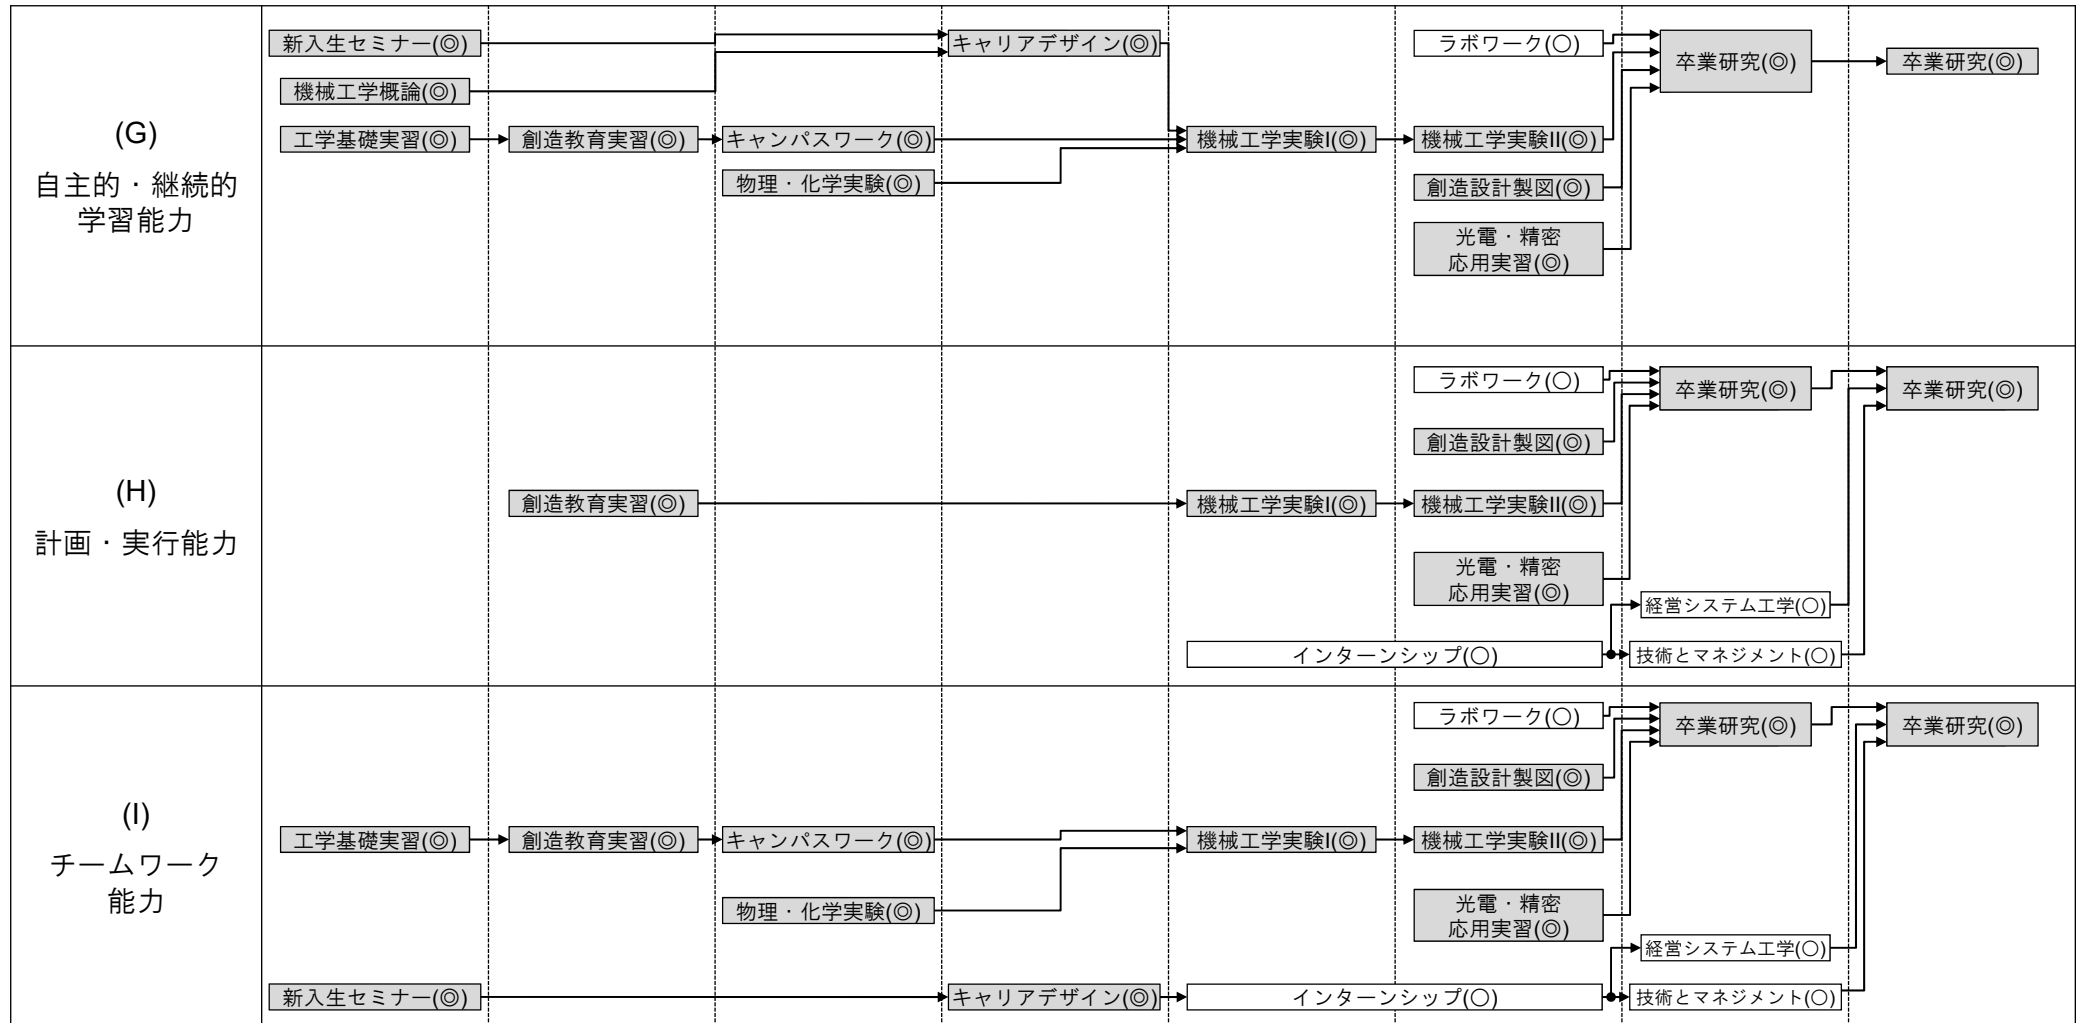 (G)
自主的・継続的
学習能力
新入生セミナー(◎)
キャリアデザイン(◎)
ラボワーク(〇)
卒業研究(◎)
卒業研究(◎)
機械工学概論(◎)
工学基礎実習(◎)
創造教育実習(◎)
キャンパスワーク(◎)
機械工学実験I(◎)
機械工学実験II(◎)
物理・化学実験(◎)
創造設計製図(◎)
光電・精密
応用実習(◎)
(H)
計画・実行能力
ラボワーク(〇)
卒業研究(◎)
卒業研究(◎)
創造設計製図(◎)
創造教育実習(◎)
機械工学実験I(◎)
機械工学実験II(◎)
光電・精密
応用実習(◎)
経営システム工学(〇)
インターンシップ(〇)
技術とマネジメント(〇)
(I)
チームワーク
能力
ラボワーク(〇)
卒業研究(◎)
卒業研究(◎)
創造設計製図(◎)
工学基礎実習(◎)
創造教育実習(◎)
キャンパスワーク(◎)
機械工学実験I(◎)
機械工学実験II(◎)
物理・化学実験(◎)
光電・精密
応用実習(◎)
経営システム工学(〇)
新入生セミナー(◎)
キャリアデザイン(◎)
インターンシップ(〇)
技術とマネジメント(〇)